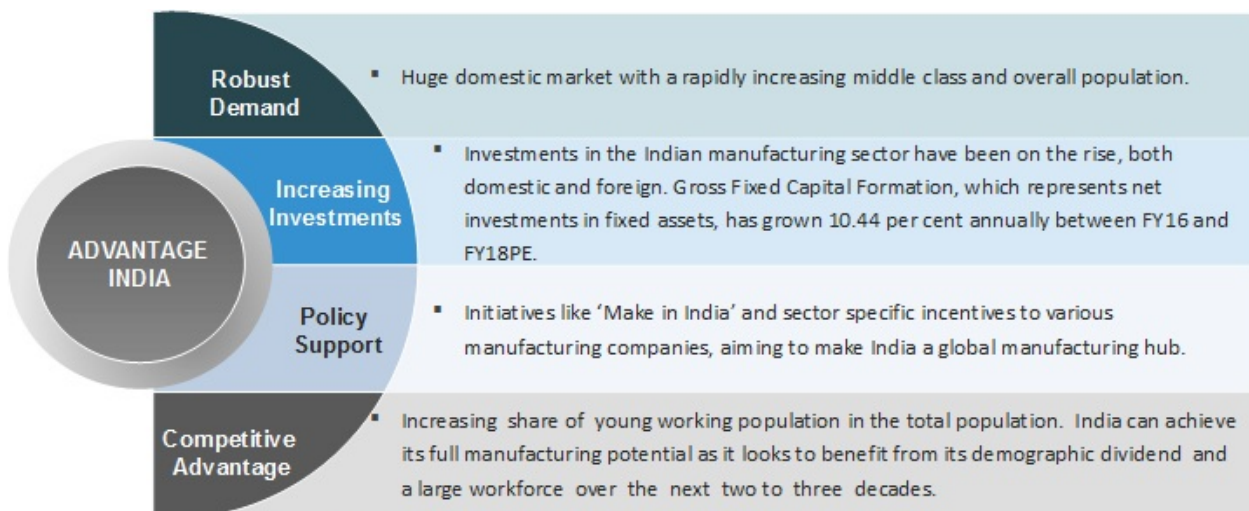 ADVANTAGE
INDIA
Robust
Demand
▪ Huge domestic market with a rapidly increasing middle class and overall population.
Increasing
Investments
▪ Investments in the Indian manufacturing sector have been on the rise, both
domestic and foreign. Gross Fixed Capital Formation, which represents net
investments in fixed assets, has grown 10.44 per cent annually between FY16 and
FY18PE.
Policy
Support
▪ Initiatives like ‘Make in India’ and sector specific incentives to various
manufacturing companies, aiming to make India a global manufacturing hub.
Competitive
Advantage
▪ Increasing share of young working population in the total population. India can achieve
its full manufacturing potential as it looks to benefit from its demographic dividend and
a large workforce over the next two to three decades.